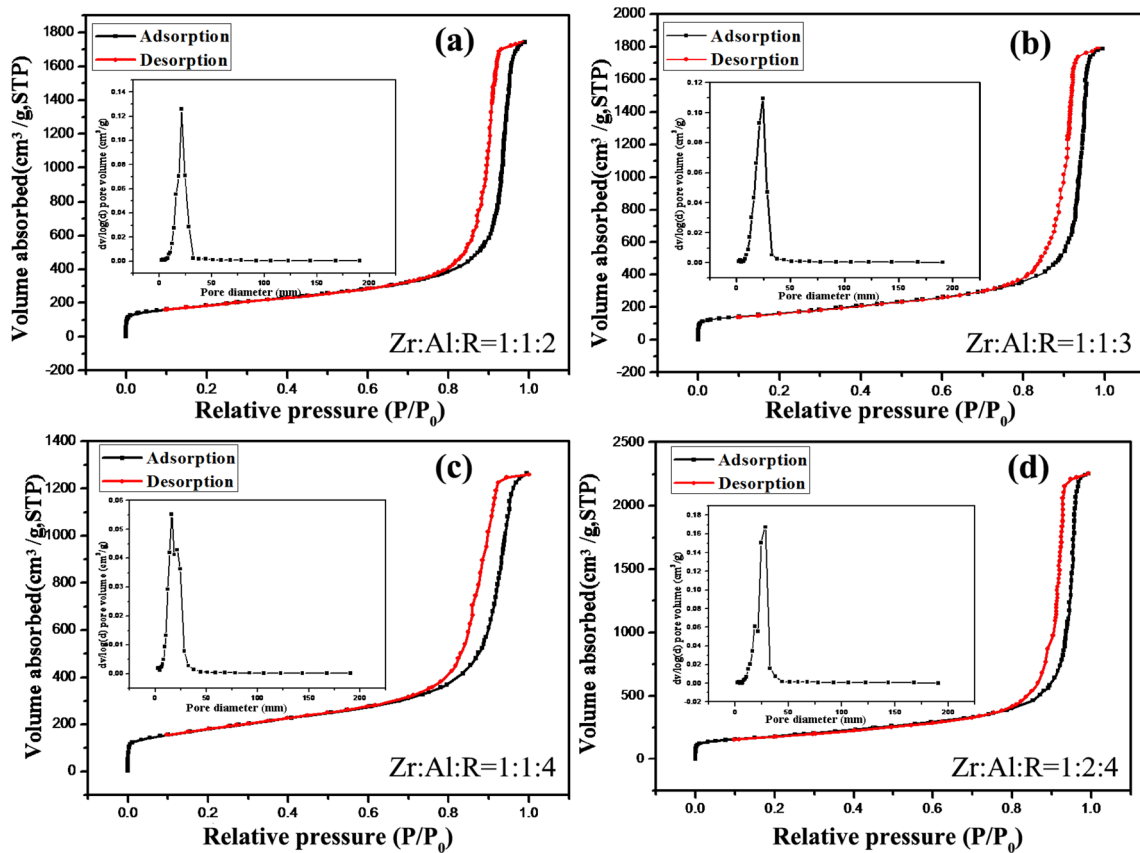 (a)
Adsorption
Desorption
Volume absorbed(cm³ /g,STP)
1800
1600
1400
1200
1000
800
600
400
200
0
-200
dv/log(d) pore volume (cm³/g)
0.14
0.12
0.10
0.08
0.06
0.04
0.02
0.00
0 50 100 150 200
Pore diameter (mm)
Zr:Al:R=1:1:2
0.0 0.2 0.4 0.6 0.8 1.0
Relative pressure (P/P₀)
(b)
Adsorption
Desorption
Volume absorbed(cm³ /g,STP)
2000
1800
1600
1400
1200
1000
800
600
400
200
0
-200
dv/log(d) pore volume (cm³/g)
0.12
0.10
0.08
0.06
0.04
0.02
0.00
0 50 100 150 200
Pore diameter (mm)
Zr:Al:R=1:1:3
0.0 0.2 0.4 0.6 0.8 1.0
Relative pressure (P/P₀)
(c)
Adsorption
Desorption
Volume absorbed(cm³ /g,STP)
1400
1200
1000
800
600
400
200
0
dv/log(d) pore volume (cm³/g)
0.06
0.05
0.04
0.03
0.02
0.01
0.00
0 50 100 150 200
Pore diameter (mm)
Zr:Al:R=1:1:4
0.0 0.2 0.4 0.6 0.8 1.0
Relative pressure (P/P₀)
(d)
Adsorption
Desorption
Volume absorbed(cm³ /g,STP)
2500
2000
1500
1000
500
0
dv/log(d) pore volume (cm³/g)
0.18
0.16
0.14
0.12
0.10
0.08
0.06
0.04
0.02
0.00
-0.02
0 50 100 150 200
Pore diameter (mm)
Zr:Al:R=1:2:4
0.0 0.2 0.4 0.6 0.8 1.0
Relative pressure (P/P₀)